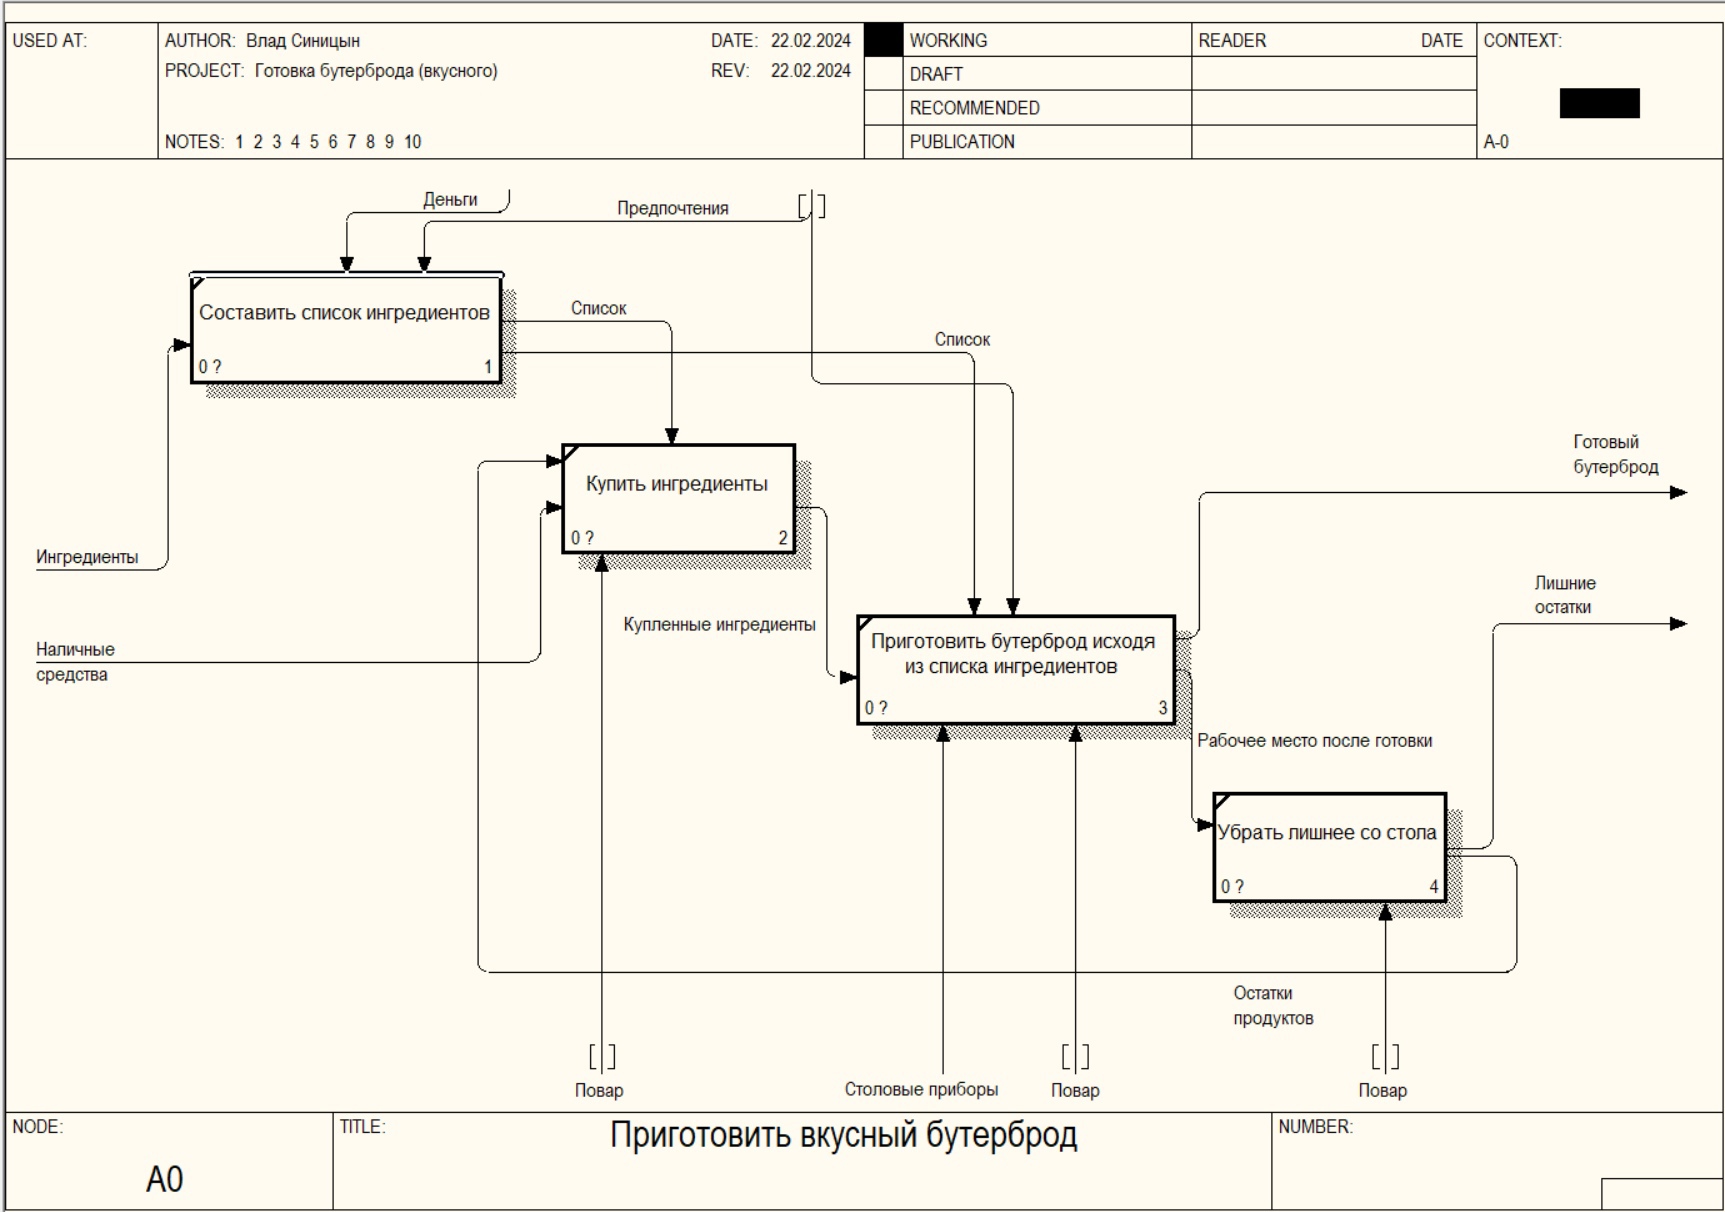 USED AT:
AUTHOR: Влад Синицын
DATE: 22.02.2024
PROJECT: Готовка бутерброда (вкусного)
REV: 22.02.2024
NOTES: 1 2 3 4 5 6 7 8 9 10
WORKING
DRAFT
RECOMMENDED
PUBLICATION
READER
DATE
CONTEXT:
A-0
Деньги
Предпочтения
Составить список ингредиентов
0 ?
1
Список
Список
Купить ингредиенты
0 ?
2
Готовый
бутерброд
Ингредиенты
Лишние
остатки
Купленные ингредиенты
Наличные
средства
Приготовить бутерброд исходя
из списка ингредиентов
0 ?
3
Рабочее место после готовки
Убрать лишнее со стола
0 ?
4
Остатки
продуктов
Повар
Столовые приборы
Повар
Повар
NODE:
A0
TITLE:
Приготовить вкусный бутерброд
NUMBER: